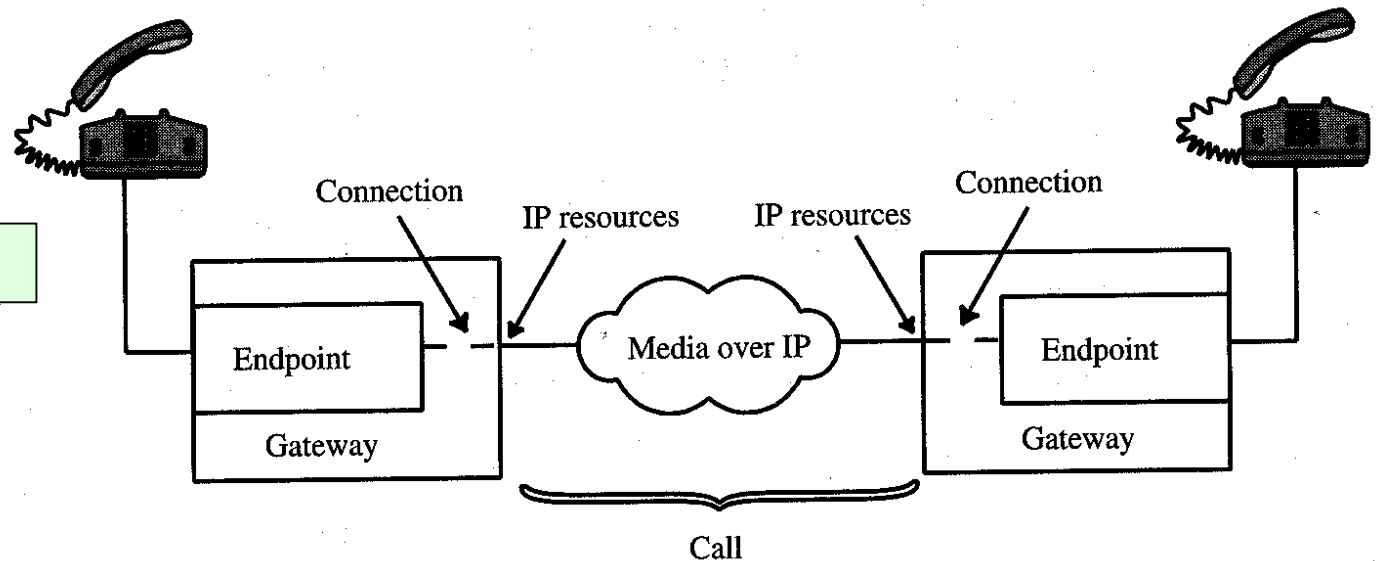 Connection
IP resources
IP resources
Connection
Endpoint
Media over IP
Endpoint
Gateway
Gateway
Call